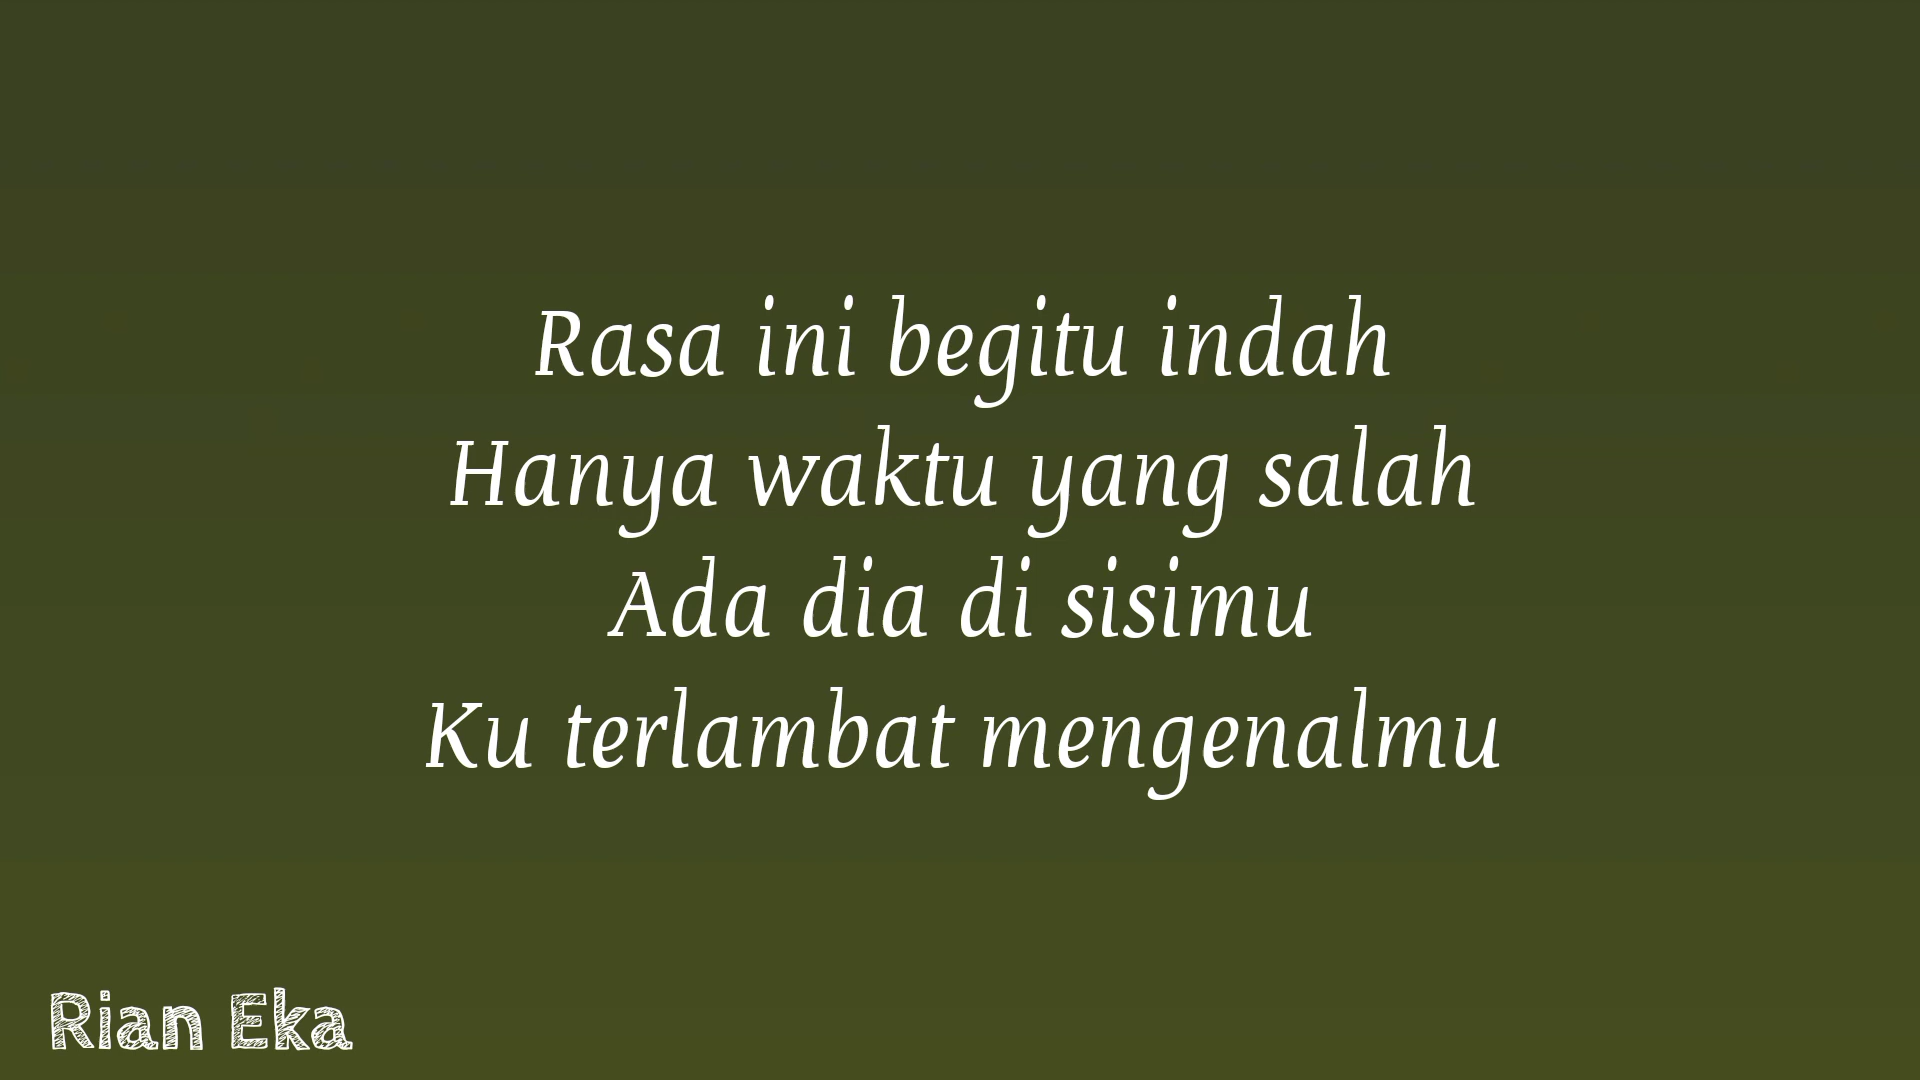 Rasa ini begitu indah
Hanya waktu yang salah
Ada dia di sisimu
Ku terlambat mengenalmu
Rian Eka